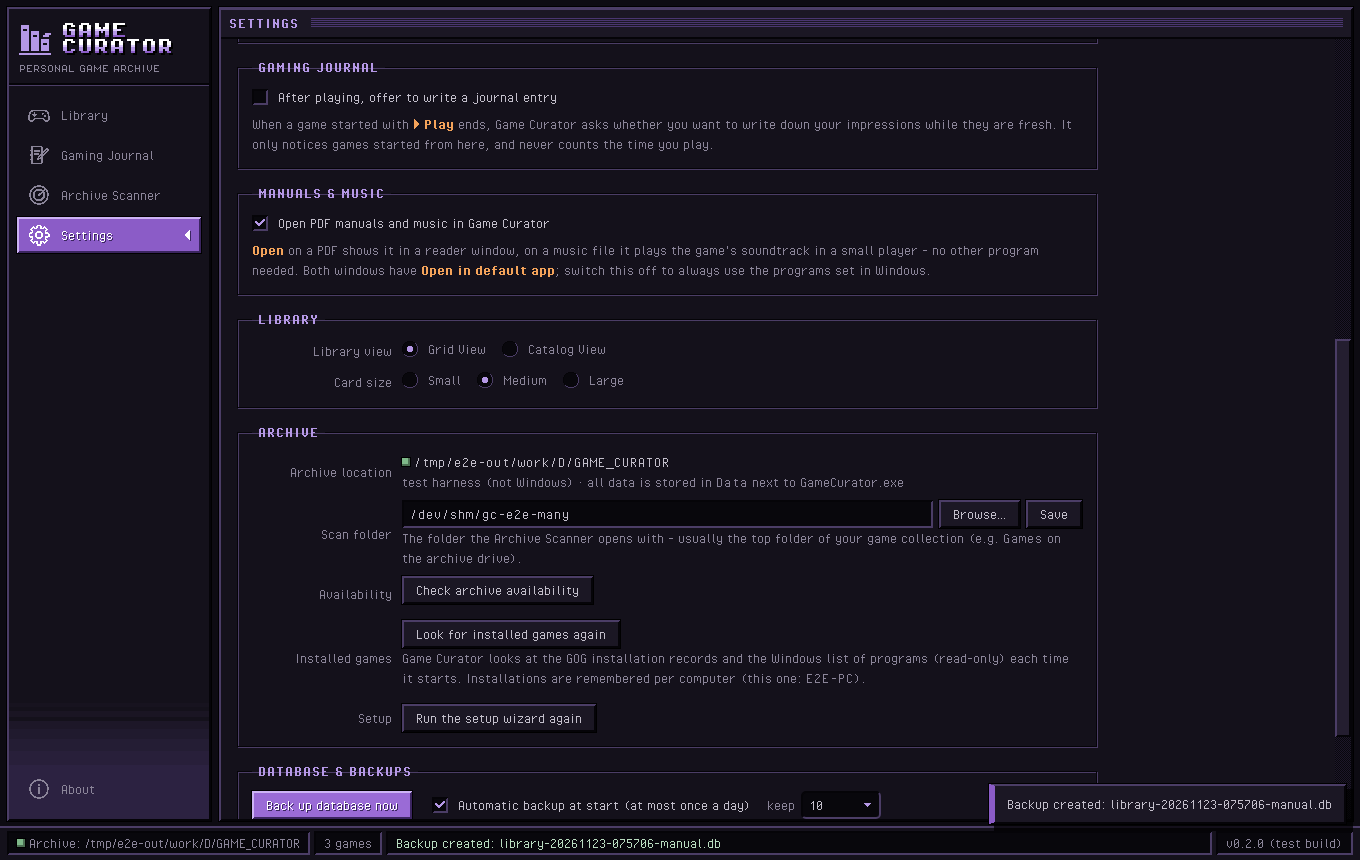 GAME
CURATOR
PERSONAL GAME ARCHIVE
Library
Gaming Journal
Archive Scanner
Settings
About
SETTINGS
GAMING JOURNAL
After playing, offer to write a journal entry
When a game started with Play ends, Game Curator asks whether you want to write down your impressions while they are fresh. It
only notices games started from here, and never counts the time you play.
MANUALS & MUSIC
Open PDF manuals and music in Game Curator
Open on a PDF shows it in a reader window, on a music file it plays the game's soundtrack in a small player - no other program
needed. Both windows have Open in default app; switch this off to always use the programs set in Windows.
LIBRARY
Library view Grid View Catalog View
Card size Small Medium Large
ARCHIVE
Archive location /tmp/e2e-out/work/D/GAME_CURATOR
test harness (not Windows) · all data is stored in Data next to GameCurator.exe
Scan folder /dev/shm/gc-e2e-many Browse... Save
The folder the Archive Scanner opens with - usually the top folder of your game collection (e.g. Games on
the archive drive).
Availability Check archive availability
Look for installed games again
Installed games Game Curator looks at the GOG installation records and the Windows list of programs (read-only) each time
it starts. Installations are remembered per computer (this one: E2E-PC).
Setup Run the setup wizard again
DATABASE & BACKUPS
Back up database now Automatic backup at start (at most once a day) keep 10
Backup created: library-20261123-075706-manual.db
Archive: /tmp/e2e-out/work/D/GAME_CURATOR 3 games Backup created: library-20261123-075706-manual.db v0.2.0 (test build)